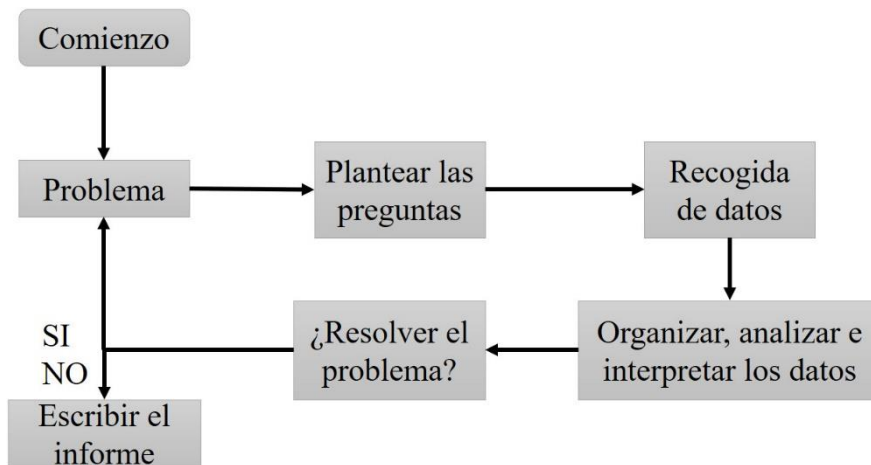 Comienzo
Problema
Plantear las
preguntas
Recogida
de datos
Organizar, analizar e
interpretar los datos
¿Resolver el
problema?
SI
NO
Escribir el
informe